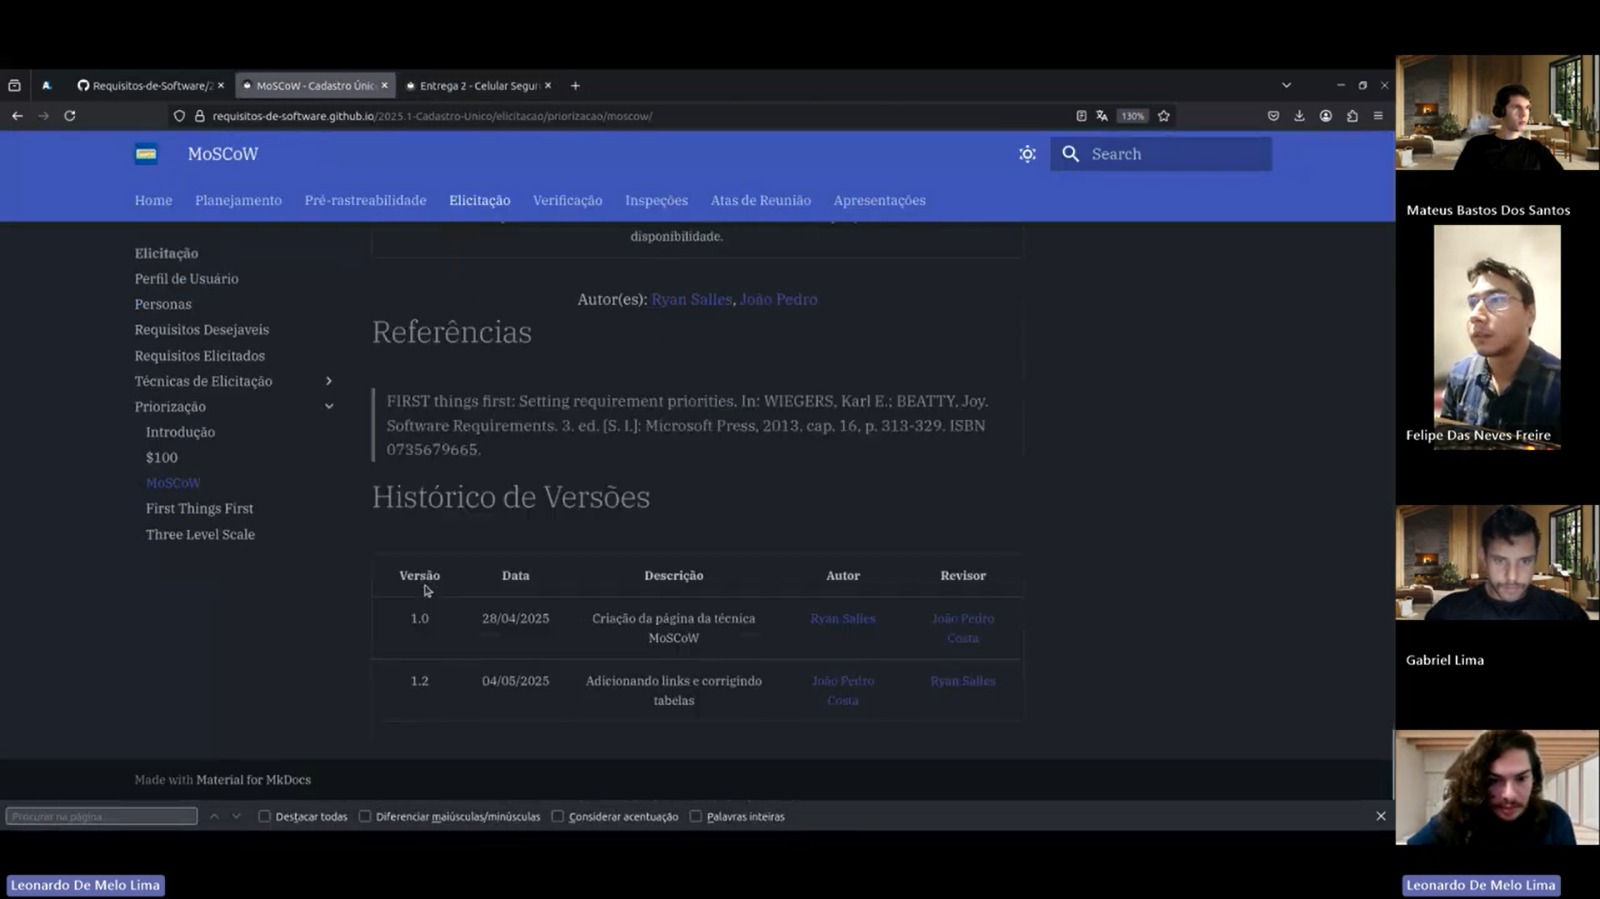 Requisitos-de-Software/2
MoSCoW - Cadastro Únic
Entrega 2 - Celular Segur
requisitos-de-software.github.io/2025.1-Cadastro-Unico/elicitacao/priorizacao/moscow/
130%
MoSCoW
Search
Home Planejamento Pré-rastreabilidade Elicitação Verificação Inspeções Atas de Reunião Apresentações
Elicitação
Perfil de Usuário
Personas
Requisitos Desejaveis
Requisitos Elicitados
Técnicas de Elicitação
Priorização
Introdução
$100
MoSCoW
First Things First
Three Level Scale
disponibilidade.
Autor(es): Ryan Salles, João Pedro
Referências
FIRST things first: Setting requirement priorities. In: WIEGERS, Karl E.; BEATTY, Joy.
Software Requirements. 3. ed. [S. l.]: Microsoft Press, 2013. cap. 16, p. 313-329. ISBN
0735679665.
Histórico de Versões
Versão Data Descrição Autor Revisor
1.0 28/04/2025 Criação da página da técnica MoSCoW Ryan Salles João Pedro Costa
1.2 04/05/2025 Adicionando links e corrigindo tabelas João Pedro Costa Ryan Salles
Made with Material for MkDocs
Procurar na página
Destacar todas
Diferenciar maiúsculas/minúsculas
Considerar acentuação
Palavras inteiras
Leonardo De Melo Lima
Mateus Bastos Dos Santos
Felipe Das Neves Freire
Gabriel Lima
Leonardo De Melo Lima